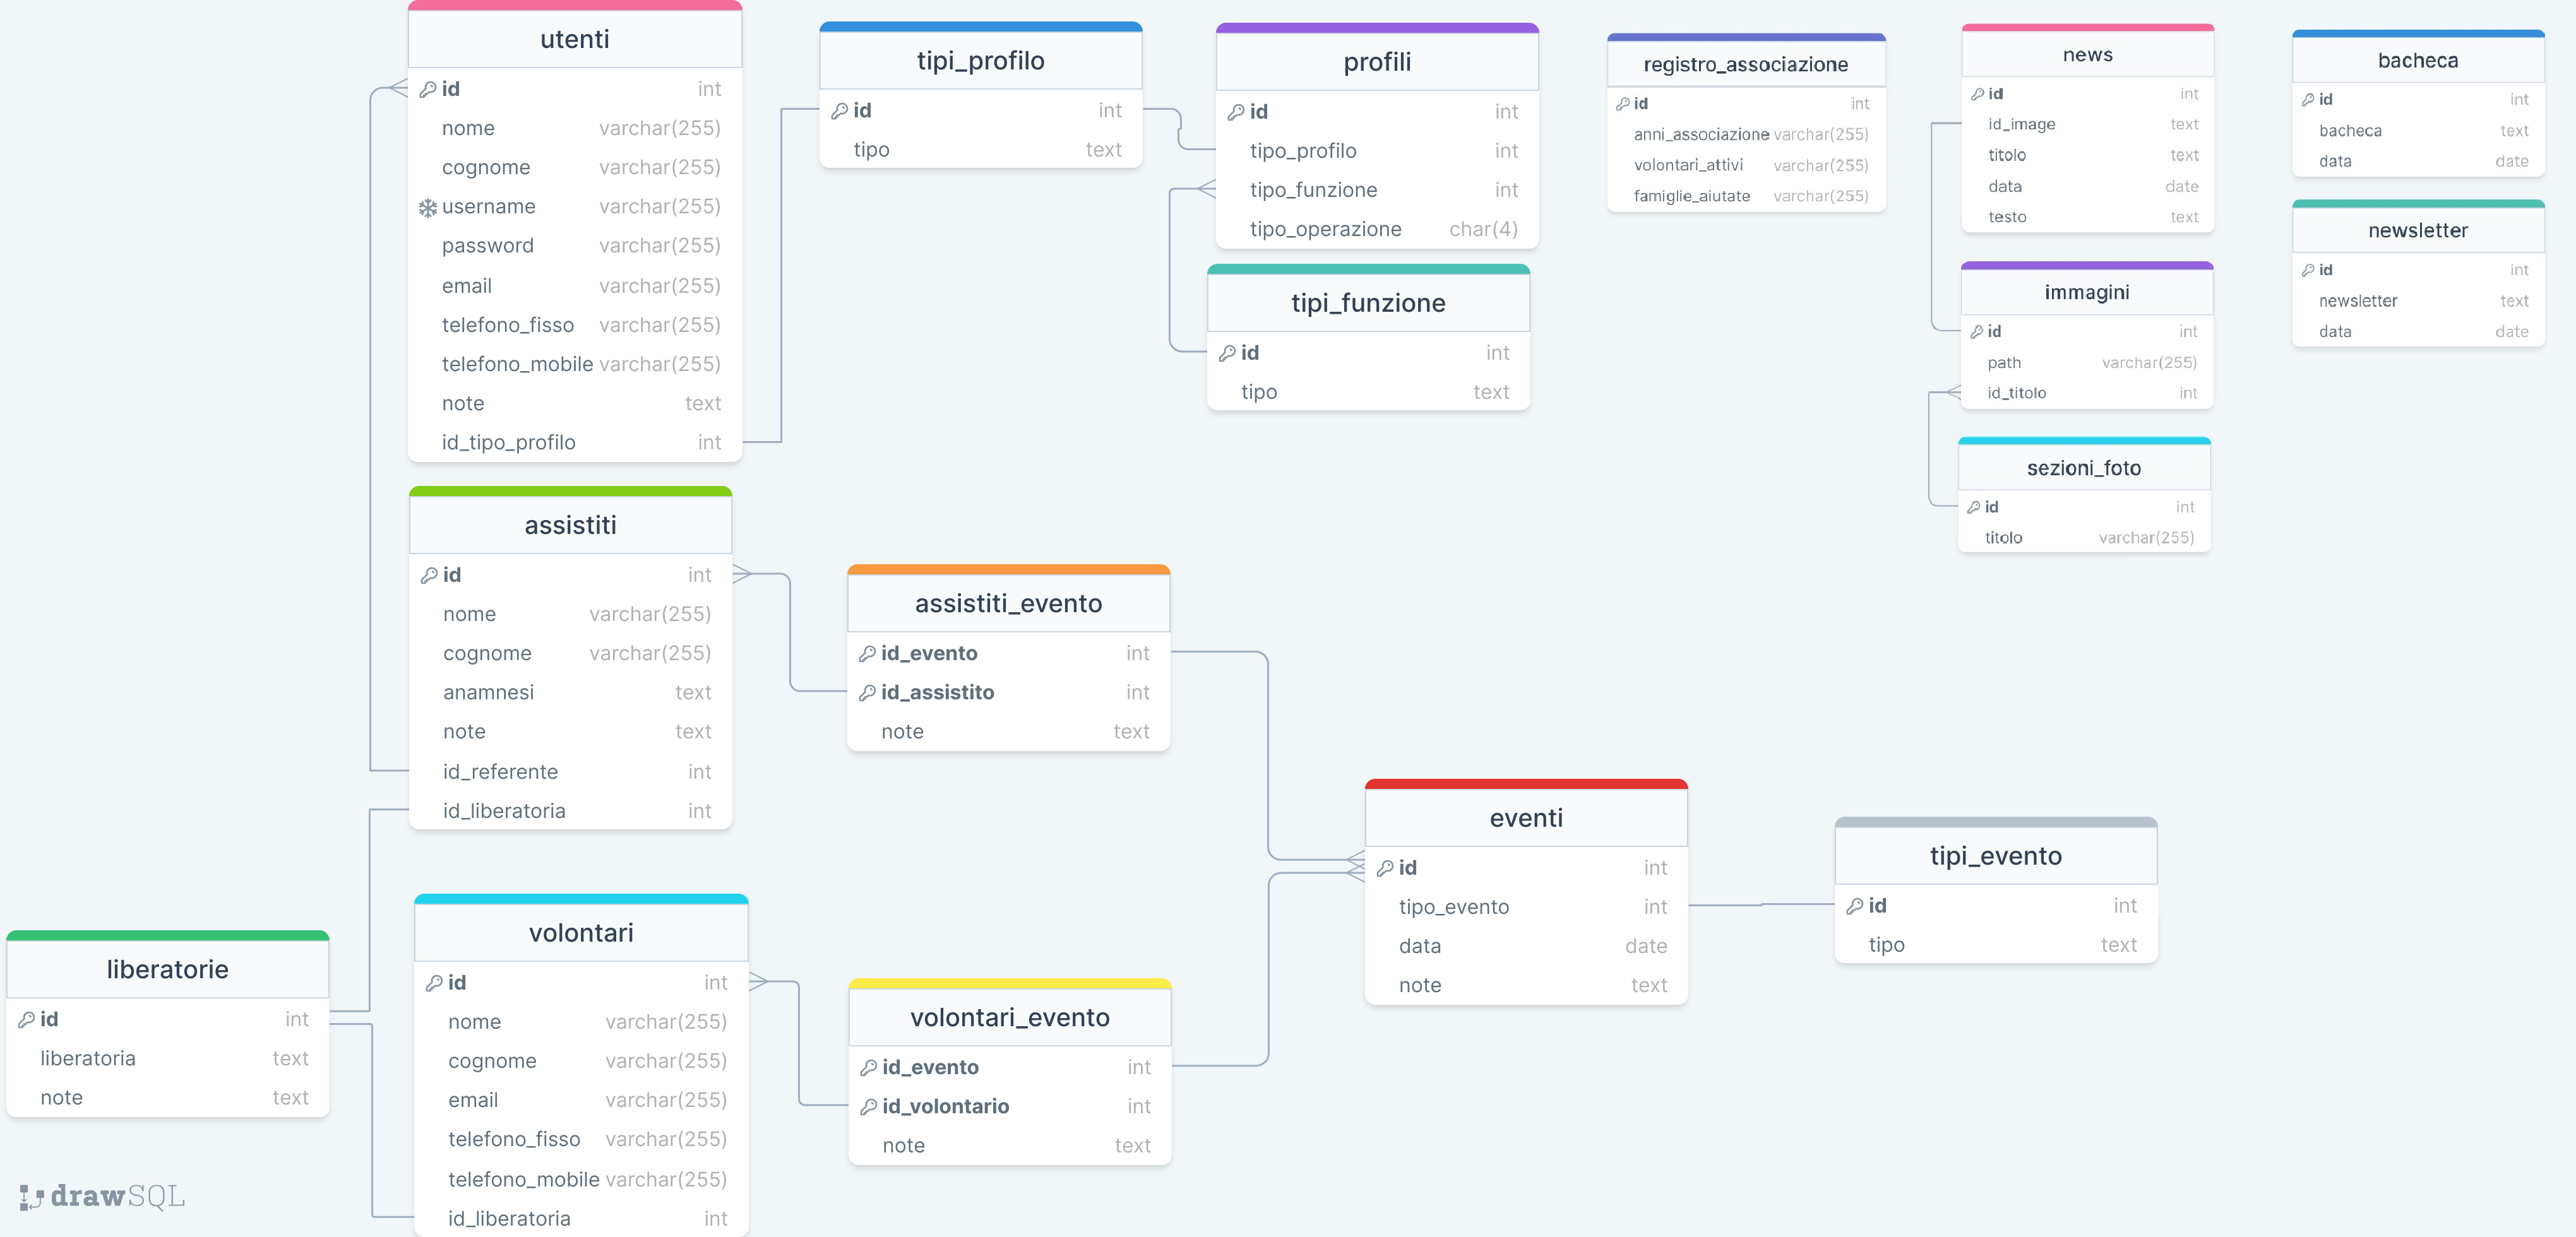 utenti
id int
nome varchar(255)
cognome varchar(255)
username varchar(255)
password varchar(255)
email varchar(255)
telefono_fisso varchar(255)
telefono_mobile varchar(255)
note text
id_tipo_profilo int
tipi_profilo
id int
tipo text
profili
id int
tipo_profilo int
tipo_funzione int
tipo_operazione char(4)
tipi_funzione
id int
tipo text
registro_associazione
id int
anni_associazione varchar(255)
volontari_attivi varchar(255)
famiglie_aiutate varchar(255)
news
id int
id_image text
titolo text
data date
testo text
immagini
id int
path varchar(255)
id_titolo int
sezioni_foto
id int
titolo varchar(255)
bacheca
id int
bacheca text
data date
newsletter
id int
newsletter text
data date
assistiti
id int
nome varchar(255)
cognome varchar(255)
anamnesi text
note text
id_referente int
id_liberatoria int
assistiti_evento
id_evento int
id_assistito int
note text
eventi
id int
tipo_evento int
data date
note text
tipi_evento
id int
tipo text
liberatorie
id int
liberatoria text
note text
volontari
id int
nome varchar(255)
cognome varchar(255)
email varchar(255)
telefono_fisso varchar(255)
telefono_mobile varchar(255)
id_liberatoria int
volontari_evento
id_evento int
id_volontario int
note text
drawSQL